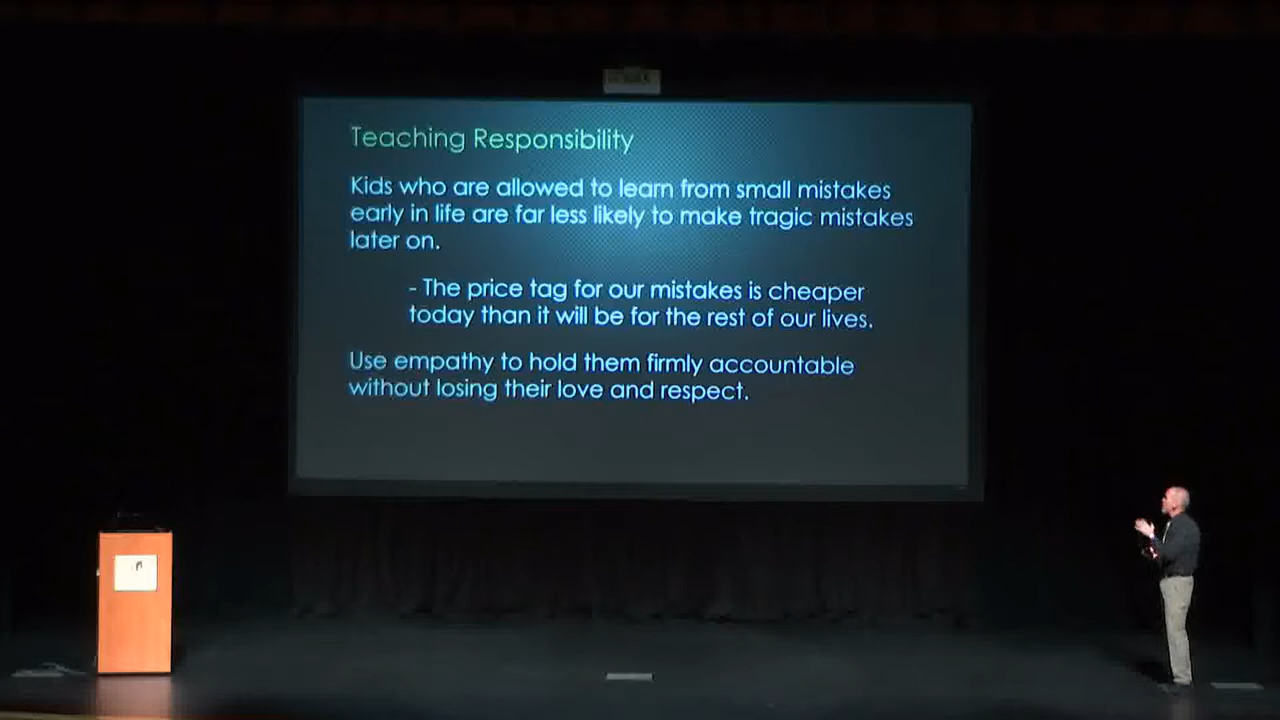 Teaching Responsibility
Kids who are allowed to learn from small mistakes
early in life are far less likely to make tragic mistakes
later on.
- The price tag for our mistakes is cheaper
today than it will be for the rest of our lives.
Use empathy to hold them firmly accountable
without losing their love and respect.